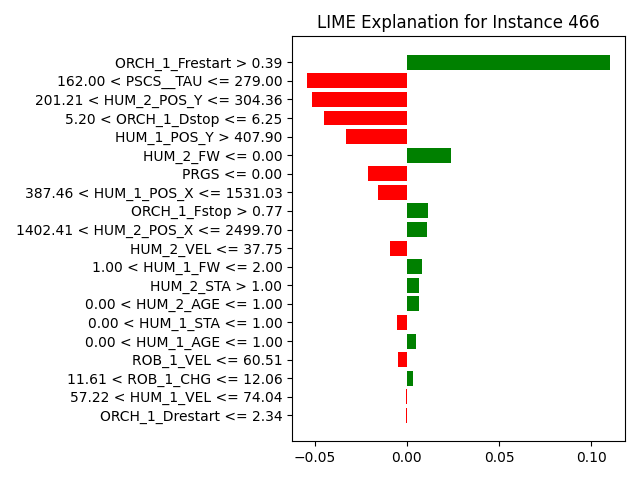 LIME Explanation for Instance 466
ORCH_1_Frestart > 0.39
162.00 < PSCS__TAU <= 279.00
201.21 < HUM_2_POS_Y <= 304.36
5.20 < ORCH_1_Dstop <= 6.25
HUM_1_POS_Y > 407.90
HUM_2_FW <= 0.00
PRGS <= 0.00
387.46 < HUM_1_POS_X <= 1531.03
ORCH_1_Fstop > 0.77
1402.41 < HUM_2_POS_X <= 2499.70
HUM_2_VEL <= 37.75
1.00 < HUM_1_FW <= 2.00
HUM_2_STA > 1.00
0.00 < HUM_2_AGE <= 1.00
0.00 < HUM_1_STA <= 1.00
0.00 < HUM_1_AGE <= 1.00
ROB_1_VEL <= 60.51
11.61 < ROB_1_CHG <= 12.06
57.22 < HUM_1_VEL <= 74.04
ORCH_1_Drestart <= 2.34
−0.05 0.00 0.05 0.10